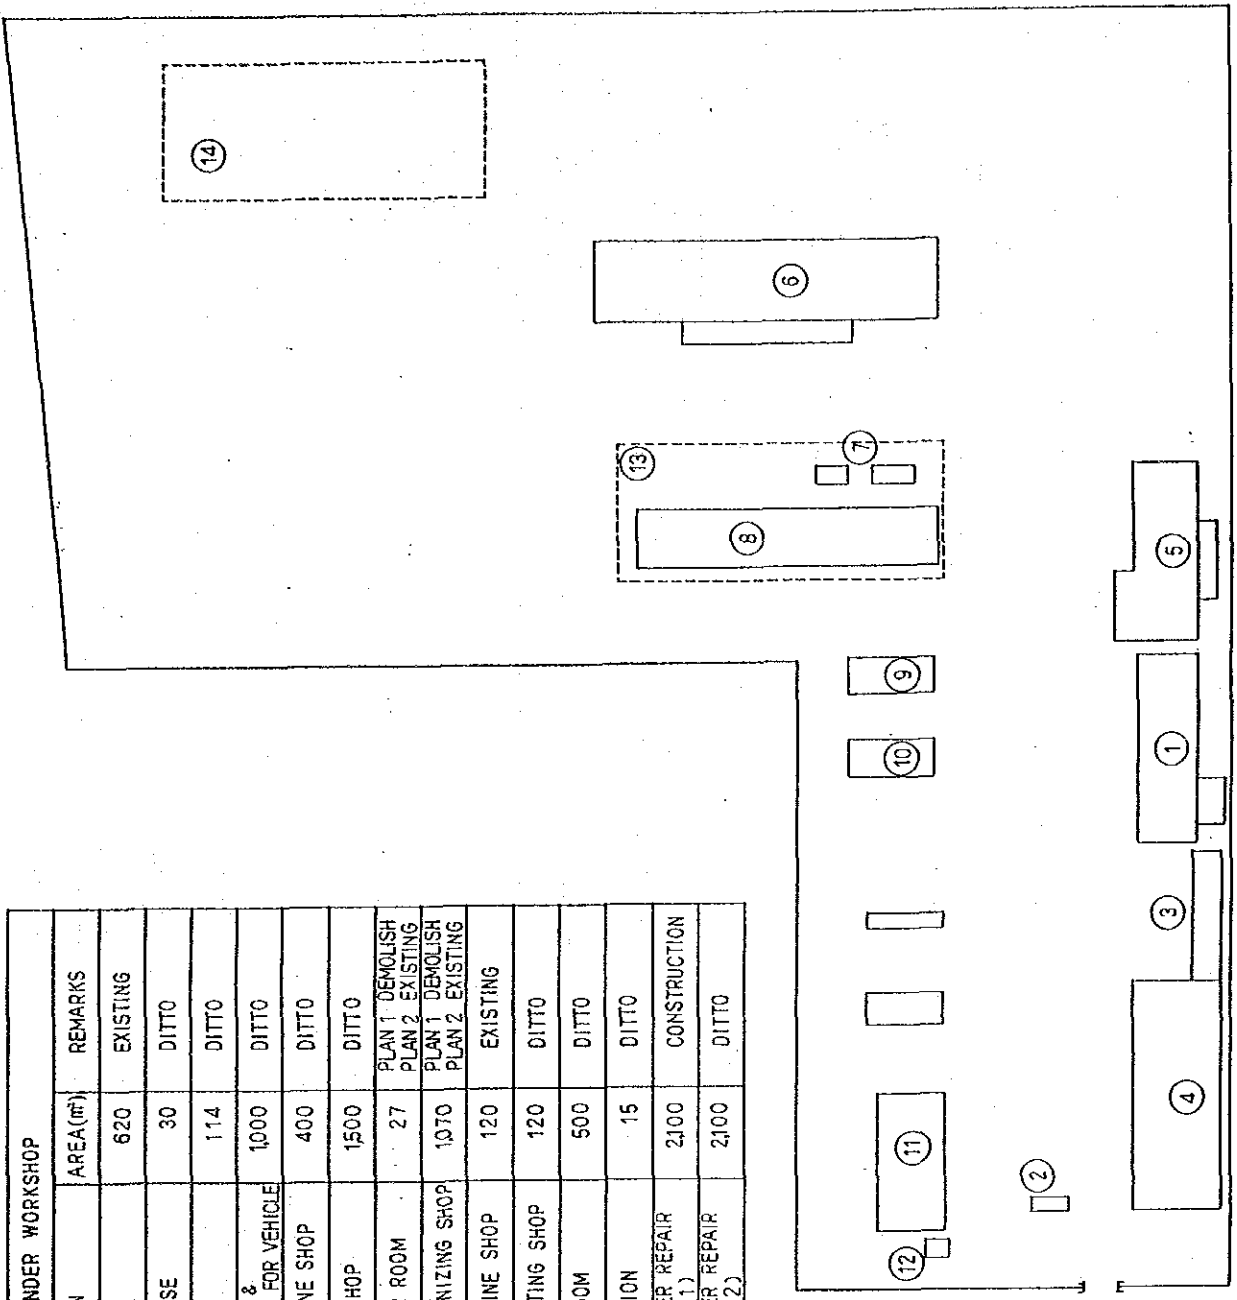 NDER WORKSHOP
N AREA(m²) REMARKS
620 EXISTING
SE 30 DITTO
114 DITTO
&
FOR VEHICLE 1,000 DITTO
NE SHOP 400 DITTO
HOP 1,500 DITTO
ROOM 27 PLAN 1 DEMOLISH
PLAN 2 EXISTING
NIZING SHOP 1,070 PLAN 1 DEMOLISH
PLAN 2 EXISTING
NE SHOP 120 EXISTING
TING SHOP 120 DITTO
OOM 500 DITTO
ION 15 DITTO
ER REPAIR
1) 2,100 CONSTRUCTION
ER REPAIR
2) 2,100 DITTO
14
6
13
7
8
5
9
10
1
3
4
11
2
12